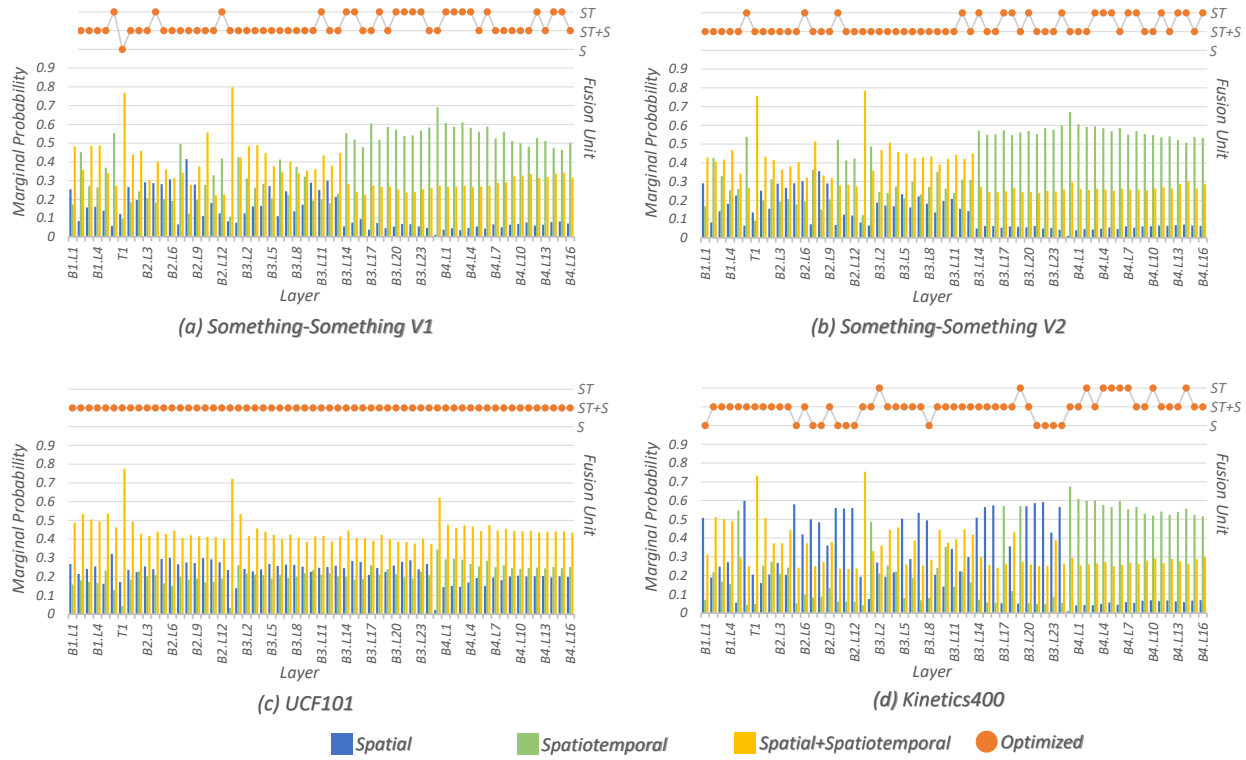 ST
ST+S
S
0.9
0.8
0.7
0.6
0.5
0.4
0.3
0.2
0.1
0
Marginal Probability
Fusion Unit
B1.L1
B1.L4
T1
B2.L3
B2.L6
B2.L9
B2.L12
B3.L2
B3.L5
B3.L8
B3.L11
B3.L14
B3.L17
B3.L20
B3.L23
B4.L1
B4.L4
B4.L7
B4.L10
B4.L13
B4.L16
Layer
(a) Something-Something V1
ST
ST+S
S
0.9
0.8
0.7
0.6
0.5
0.4
0.3
0.2
0.1
0
Marginal Probability
Fusion Unit
B1.L1
B1.L4
T1
B2.L3
B2.L6
B2.L9
B2.L12
B3.L2
B3.L5
B3.L8
B3.L11
B3.L14
B3.L17
B3.L20
B3.L23
B4.L1
B4.L4
B4.L7
B4.L10
B4.L13
B4.L16
Layer
(b) Something-Something V2
ST
ST+S
S
0.9
0.8
0.7
0.6
0.5
0.4
0.3
0.2
0.1
0
Marginal Probability
Fusion Unit
B1.L1
B1.L4
T1
B2.L3
B2.L6
B2.L9
B2.L12
B3.L2
B3.L5
B3.L8
B3.L11
B3.L14
B3.L17
B3.L20
B3.L23
B4.L1
B4.L4
B4.L7
B4.L10
B4.L13
B4.L16
Layer
(c) UCF101
ST
ST+S
S
0.9
0.8
0.7
0.6
0.5
0.4
0.3
0.2
0.1
0
Marginal Probability
Fusion Unit
B1.L1
B1.L4
T1
B2.L3
B2.L6
B2.L9
B2.L12
B3.L2
B3.L5
B3.L8
B3.L11
B3.L14
B3.L17
B3.L20
B3.L23
B4.L1
B4.L4
B4.L7
B4.L10
B4.L13
B4.L16
Layer
(d) Kinetics400
Spatial
Spatiotemporal
Spatial+Spatiotemporal
Optimized